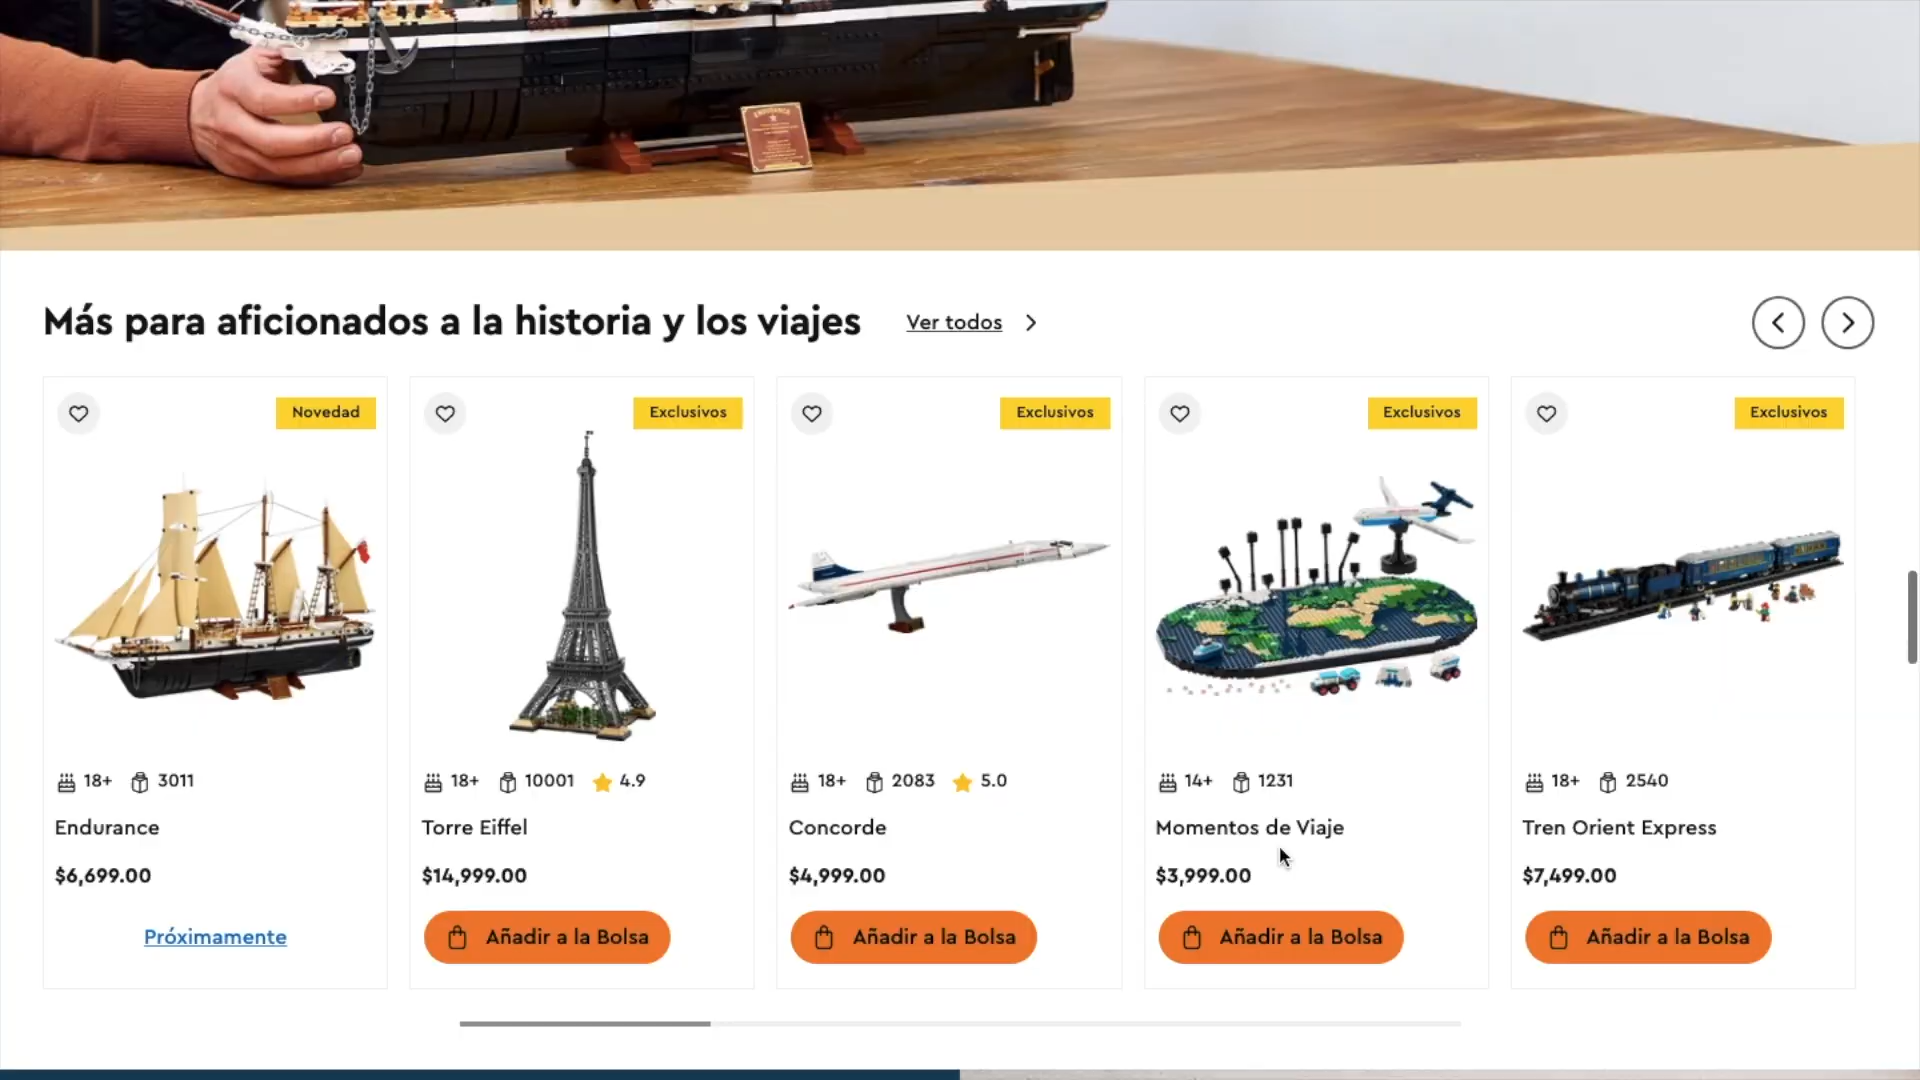 Más para aficionados a la historia y los viajes
Ver todos
Novedad
18+ 3011
Endurance
$6,699.00
Próximamente
Exclusivos
18+ 10001 4.9
Torre Eiffel
$14,999.00
Añadir a la Bolsa
Exclusivos
18+ 2083 5.0
Concorde
$4,999.00
Añadir a la Bolsa
Exclusivos
14+ 1231
Momentos de Viaje
$3,999.00
Añadir a la Bolsa
Exclusivos
18+ 2540
Tren Orient Express
$7,499.00
Añadir a la Bolsa